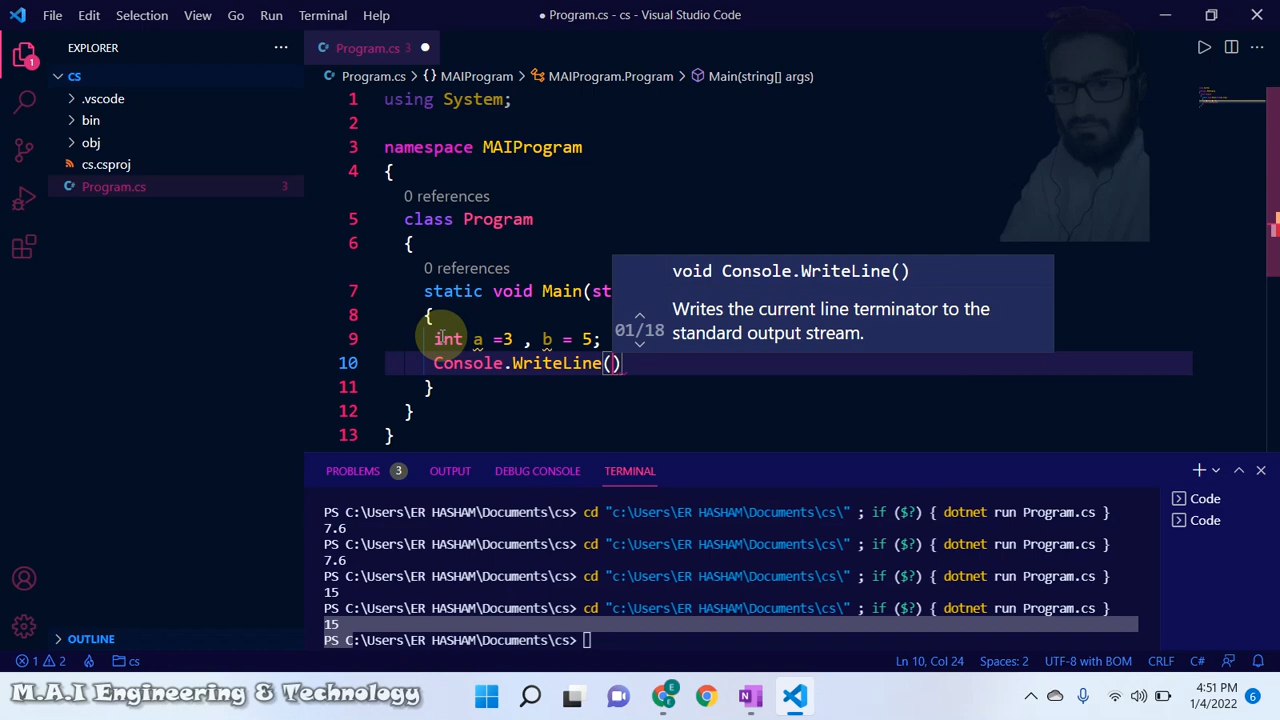 File Edit Selection View Go Run Terminal Help
● Program.cs - cs - Visual Studio Code
EXPLORER
CS
.vscode
bin
obj
cs.csproj
Program.cs 3
OUTLINE
1
Program.cs 3
Program.cs > MAIProgram > MAIProgram.Program > Main(string[] args)
1 using System;
2
3 namespace MAIProgram
4 {
0 references
5 class Program
6 {
0 references
7 static void Main(st
8 {
9 int a =3 , b = 5;
10 Console.WriteLine()
11 }
12 }
13 }
void Console.WriteLine()
01/18
Writes the current line terminator to the
standard output stream.
PROBLEMS 3 OUTPUT DEBUG CONSOLE TERMINAL
PS C:\Users\ER HASHAM\Documents\cs> cd "c:\Users\ER HASHAM\Documents\cs\" ; if ($?) { dotnet run Program.cs }
7.6
PS C:\Users\ER HASHAM\Documents\cs> cd "c:\Users\ER HASHAM\Documents\cs\" ; if ($?) { dotnet run Program.cs }
7.6
PS C:\Users\ER HASHAM\Documents\cs> cd "c:\Users\ER HASHAM\Documents\cs\" ; if ($?) { dotnet run Program.cs }
15
PS C:\Users\ER HASHAM\Documents\cs> cd "c:\Users\ER HASHAM\Documents\cs\" ; if ($?) { dotnet run Program.cs }
15
PS C:\Users\ER HASHAM\Documents\cs>
Code
Code
1 2 cs
Ln 10, Col 24 Spaces: 2 UTF-8 with BOM CRLF C#
M.A.I Engineering & Technology
4:51 PM
1/4/2022
6